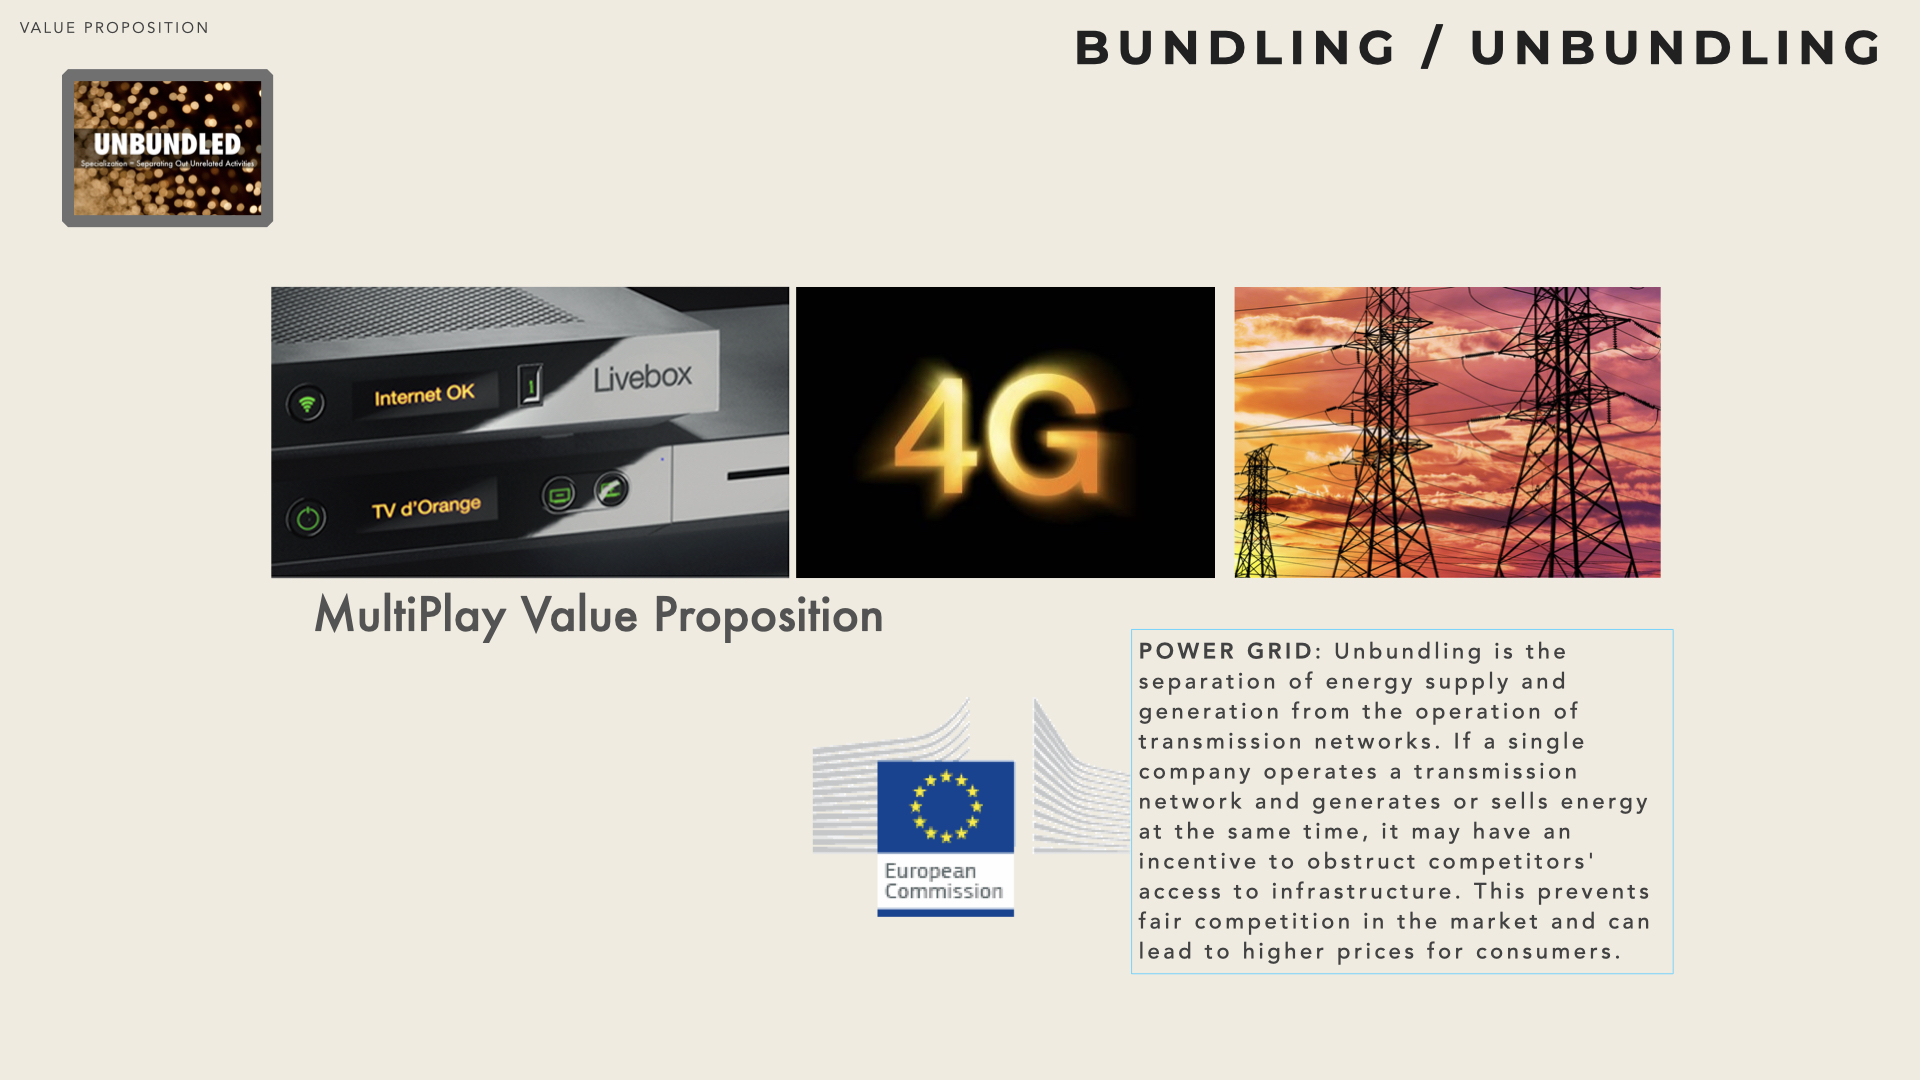 VALUE PROPOSITION
BUNDLING / UNBUNDLING
UNBUNDLED
Specialization = Separating Out Unrelated Activities
Internet OK
1
Livebox
TV d'Orange
4G
MultiPlay Value Proposition
POWER GRID: Unbundling is the
separation of energy supply and
generation from the operation of
transmission networks. If a single
company operates a transmission
network and generates or sells energy
at the same time, it may have an
incentive to obstruct competitors'
access to infrastructure. This prevents
fair competition in the market and can
lead to higher prices for consumers.
European
Commission